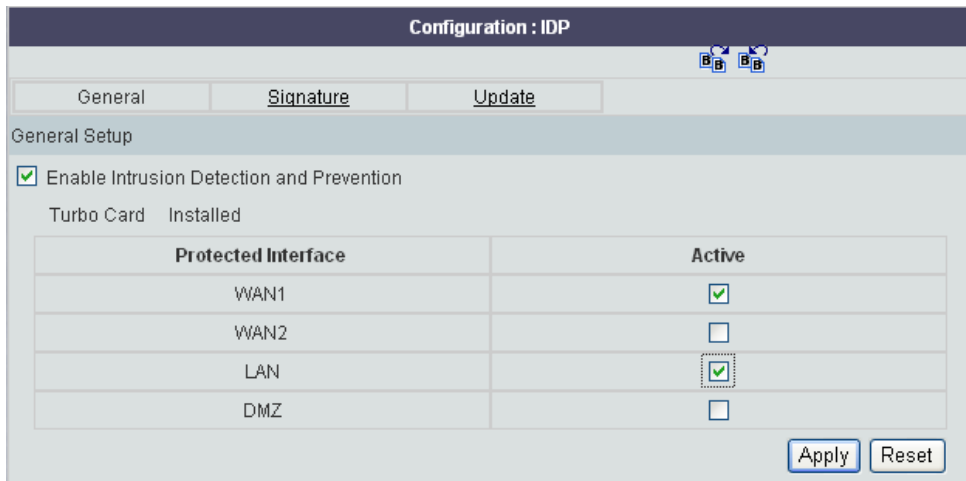 Configuration : IDP
B B B B
General Signature Update
General Setup
Enable Intrusion Detection and Prevention
Turbo Card Installed
Protected Interface Active
WAN1
WAN2
LAN
DMZ
Apply Reset